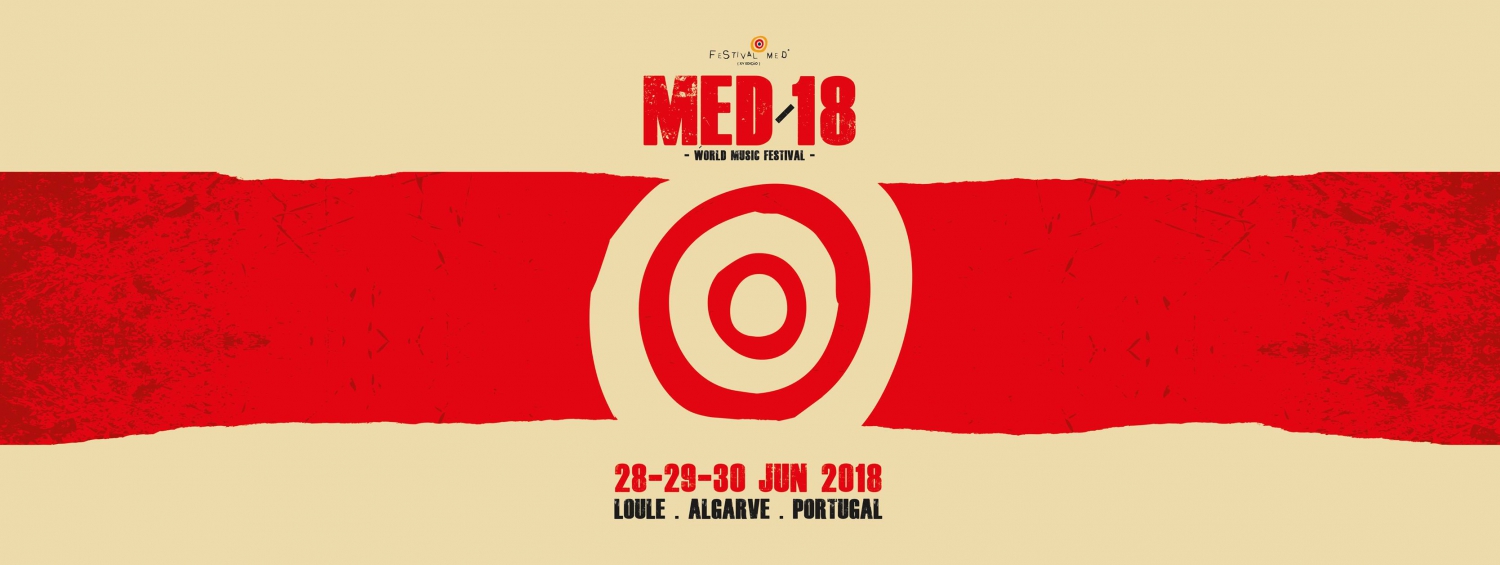 FESTIVAL MED
MED/18
- WORLD MUSIC FESTIVAL -
28-29-30 JUN 2018
LOULE . ALGARVE . PORTUGAL